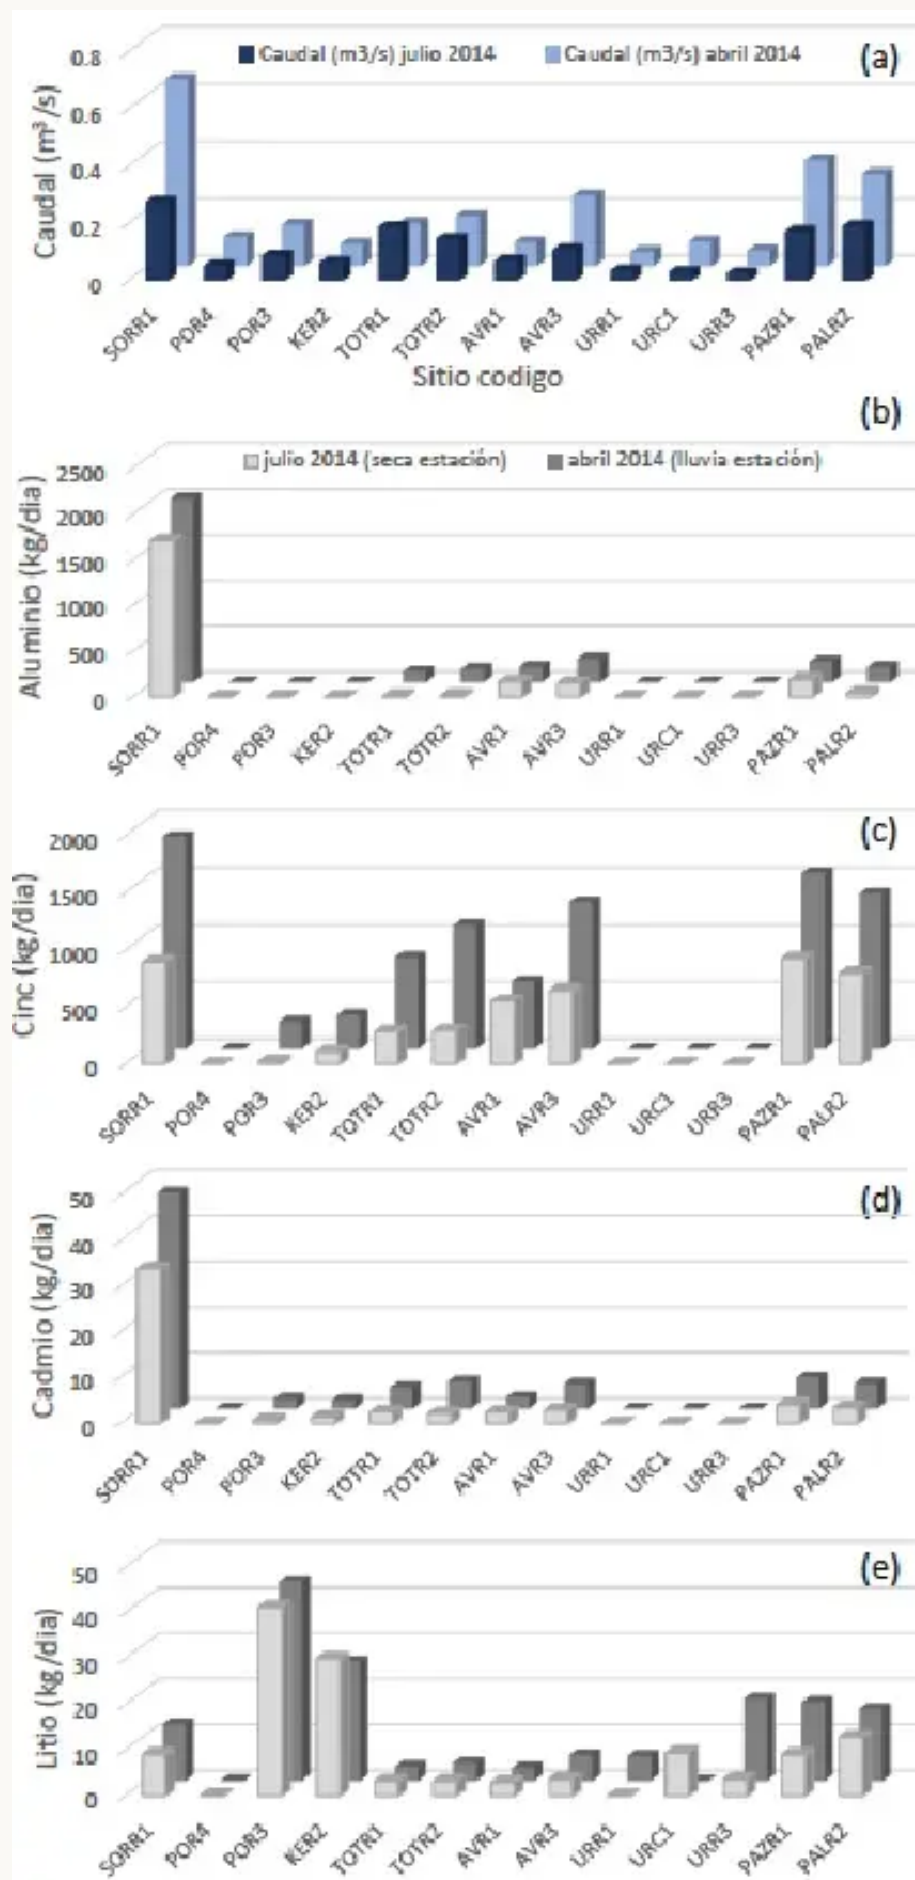 (a)
Caudal (m3/s) julio 2014 Caudal (m3/s) abril 2014
Caudal (m³/s)
0.8
0.6
0.4
0.2
0
SORR1 POR4 POR3 KER2 TOTR1 TOTR2 AVR1 AVR3 URR1 URC1 URR3 PAZR1 PALR2
Sitio codigo
(b)
julio 2014 (seca estación) abril 2014 (lluvia estación)
Aluminio (kg/dia)
2500
2000
1500
1000
500
0
SORR1 POR4 POR3 KER2 TOTR1 TOTR2 AVR1 AVR3 URR1 URC1 URR3 PAZR1 PALR2
(c)
Cinc (kg/dia)
2000
1500
1000
500
0
SORR1 POR4 POR3 KER2 TOTR1 TOTR2 AVR1 AVR3 URR1 URC1 URR3 PAZR1 PALR2
(d)
Cadmio (kg/dia)
50
40
30
20
10
0
SORR1 POR4 POR3 KER2 TOTR1 TOTR2 AVR1 AVR3 URR1 URC1 URR3 PAZR1 PALR2
(e)
Litio (kg/dia)
50
40
30
20
10
0
SORR1 POR4 POR3 KER2 TOTR1 TOTR2 AVR1 AVR3 URR1 URC1 URR3 PAZR1 PALR2